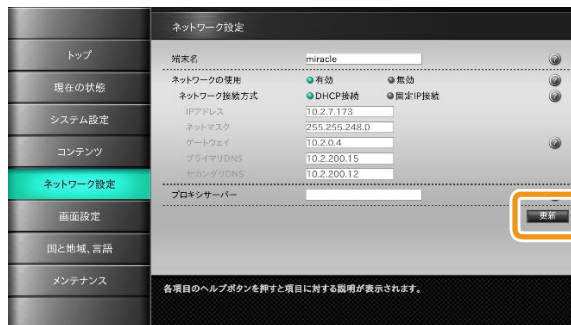 ネットワーク設定
トップ
現在の状態
システム設定
コンテンツ
ネットワーク設定
画面設定
国と地域、言語
メンテナンス
端末名 miracle
ネットワークの使用 有効 無効
ネットワーク接続方式 DHCP接続 固定IP接続
IPアドレス 10.2.7.173
ネットマスク 255.255.248.0
ゲートウェイ 10.2.0.4
プライマリDNS 10.2.200.15
セカンダリDNS 10.2.200.12
プロキシサーバー
更新
各項目のヘルプボタンを押すと項目に対する説明が表示されます。